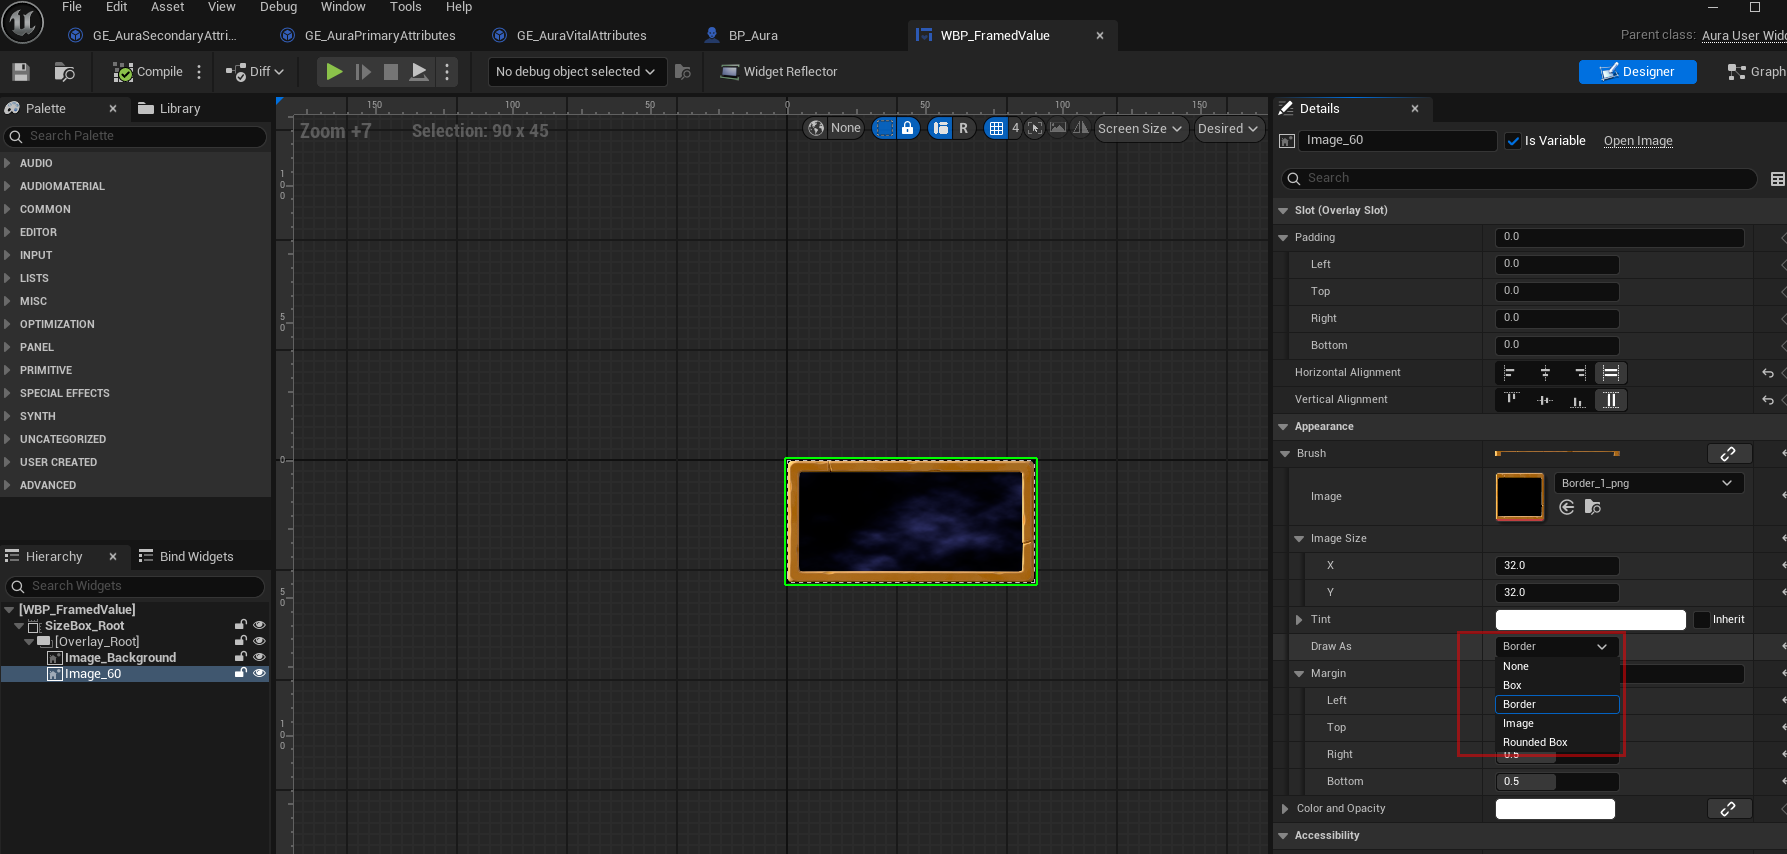 File Edit Asset View Debug Window Tools Help
GE_AuraSecondaryAttri... GE_AuraPrimaryAttributes GE_AuraVitalAttributes BP_Aura WBP_FramedValue Parent class: Aura User Widg
Compile Diff No debug object selected Widget Reflector Designer Graph
Palette Library
Search Palette
AUDIO
AUDIOMATERIAL
COMMON
EDITOR
INPUT
LISTS
MISC
OPTIMIZATION
PANEL
PRIMITIVE
SPECIAL EFFECTS
SYNTH
UNCATEGORIZED
USER CREATED
ADVANCED
Hierarchy Bind Widgets
Search Widgets
[WBP_FramedValue]
SizeBox_Root
[Overlay_Root]
Image_Background
Image_60
150 100 50 0 50 100 150
Zoom +7 Selection: 90 x 45 None R 4 Screen Size Desired
100
50
0
50
100
Details
Image_60 Is Variable Open Image
Search
Slot (Overlay Slot)
Padding 0.0
Left 0.0
Top 0.0
Right 0.0
Bottom 0.0
Horizontal Alignment
Vertical Alignment
Appearance
Brush
Image Border_1_png
Image Size
X 32.0
Y 32.0
Tint Inherit
Draw As Border
None
Box
Border
Image
Rounded Box
Margin
Left
Top
Right 0.5
Bottom 0.5
Color and Opacity
Accessibility